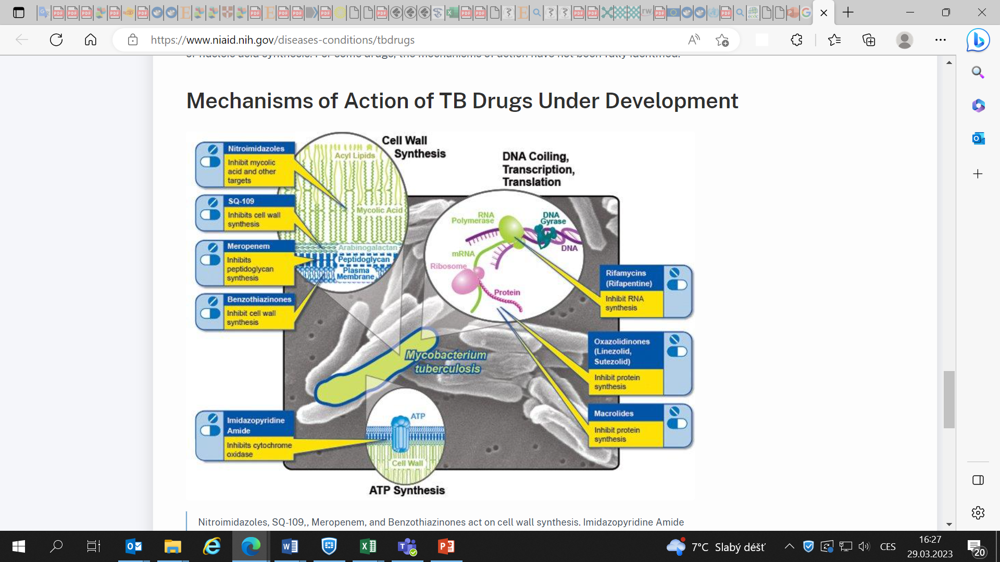 https://www.niaid.nih.gov/diseases-conditions/tbdrugs
Mechanisms of Action of TB Drugs Under Development
Cell Wall
Synthesis
DNA Coiling,
Transcription,
Translation
Nitroimidazoles
Inhibit mycolic
acid and other
targets
SQ-109
Inhibits cell wall
synthesis
Meropenem
Inhibits
peptidoglycan
synthesis
Benzothiazinones
Inhibit cell wall
synthesis
Acyl Lipids
Mycolic Acid
Arabinogalactan
Peptidoglycan
Plasma
Membrane
RNA
Polymerase
DNA
Gyrase
DNA
mRNA
Ribosome
Protein
Rifamycins
(Rifapentine)
Inhibit RNA
synthesis
Oxazolidinones
(Linezolid,
Sutezolid)
Inhibit protein
synthesis
Macrolides
Inhibit protein
synthesis
Mycobacterium
tuberculosis
Imidazopyridine
Amide
Inhibits cytochrome
oxidase
ATP
Cell Wall
ATP Synthesis
Nitroimidazoles, SQ-109,, Meropenem, and Benzothiazinones act on cell wall synthesis. Imidazopyridine Amide
7°C Slabý déšť
CES
16:27
29.03.2023
20